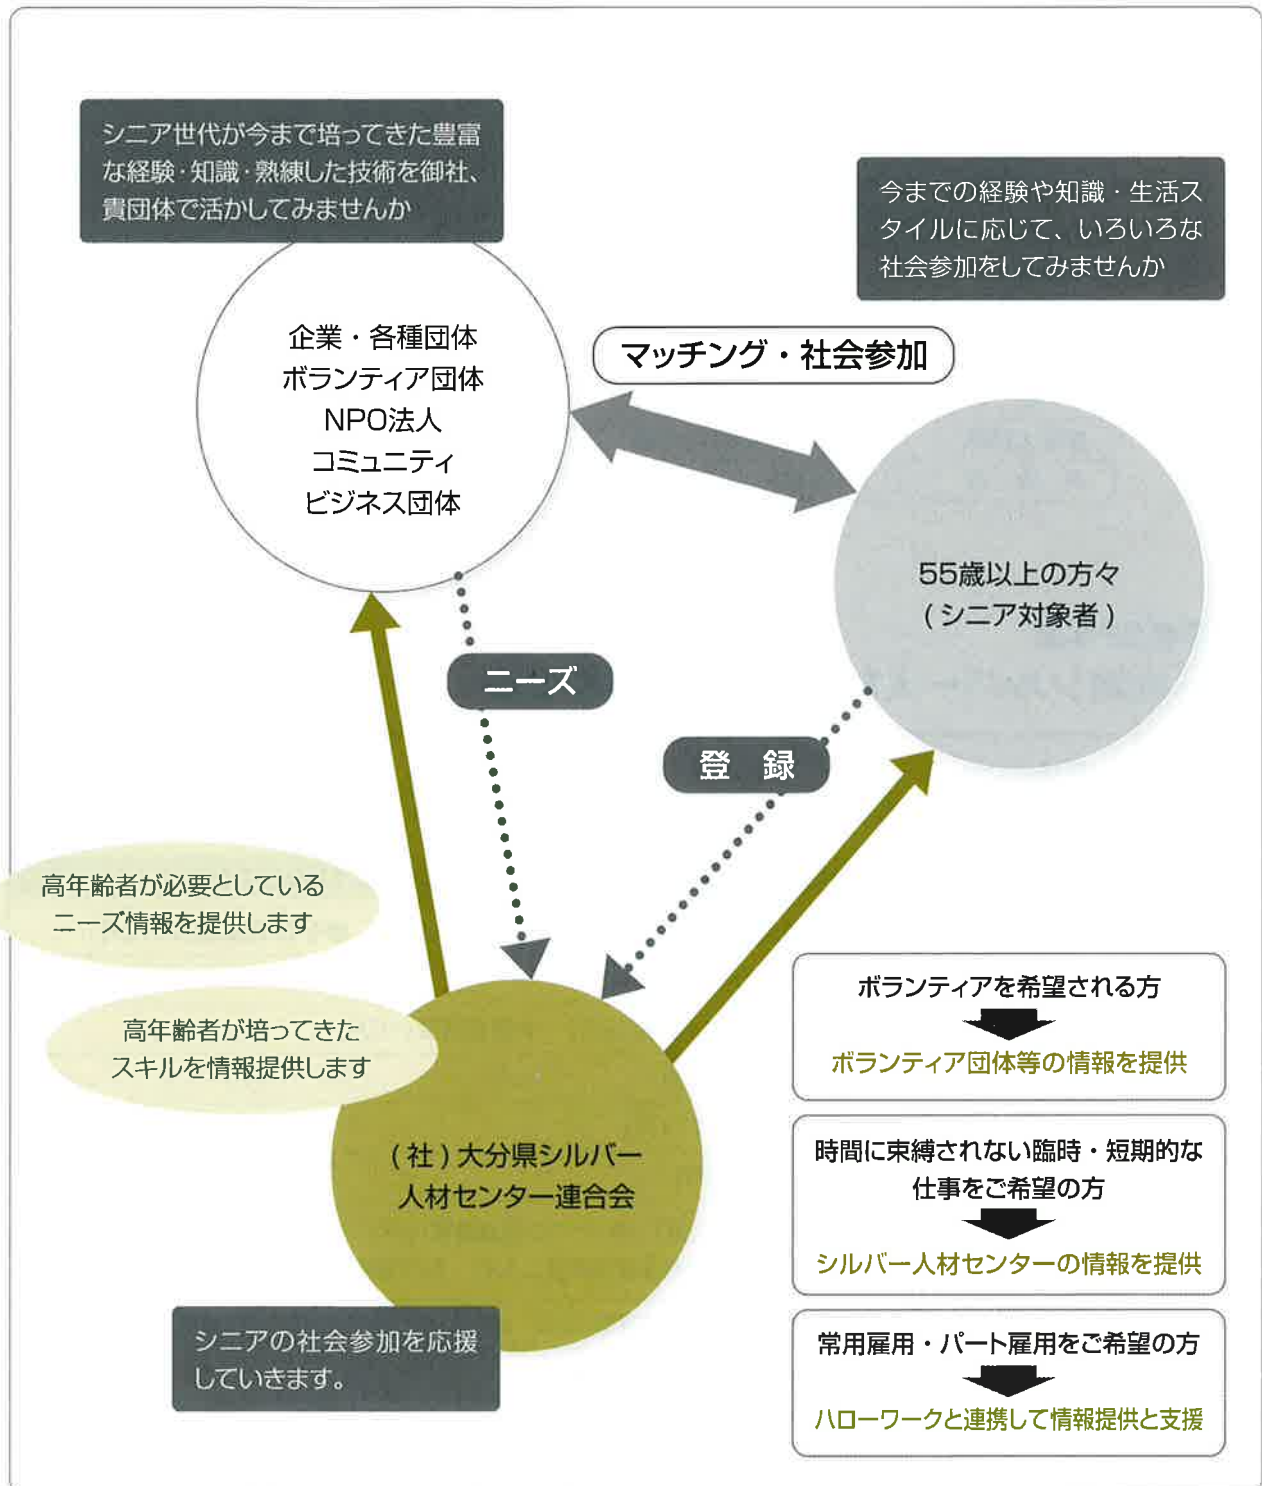 シニア世代が今まで培ってきた豊富
な経験・知識・熟練した技術を御社、
貴団体で活かしてみませんか
今までの経験や知識・生活ス
タイルに応じて、いろいろな
社会参加をしてみませんか
企業・各種団体
ボランティア団体
NPO法人
コミュニティ
ビジネス団体
マッチング・社会参加
55歳以上の方々
(シニア対象者)
ニーズ
登 録
高年齢者が必要としている
ニーズ情報を提供します
高年齢者が培ってきた
スキルを情報提供します
(社)大分県シルバー
人材センター連合会
シニアの社会参加を応援
していきます。
ボランティアを希望される方
ボランティア団体等の情報を提供
時間に束縛されない臨時・短期的な
仕事をご希望の方
シルバー人材センターの情報を提供
常用雇用・パート雇用をご希望の方
ハローワークと連携して情報提供と支援